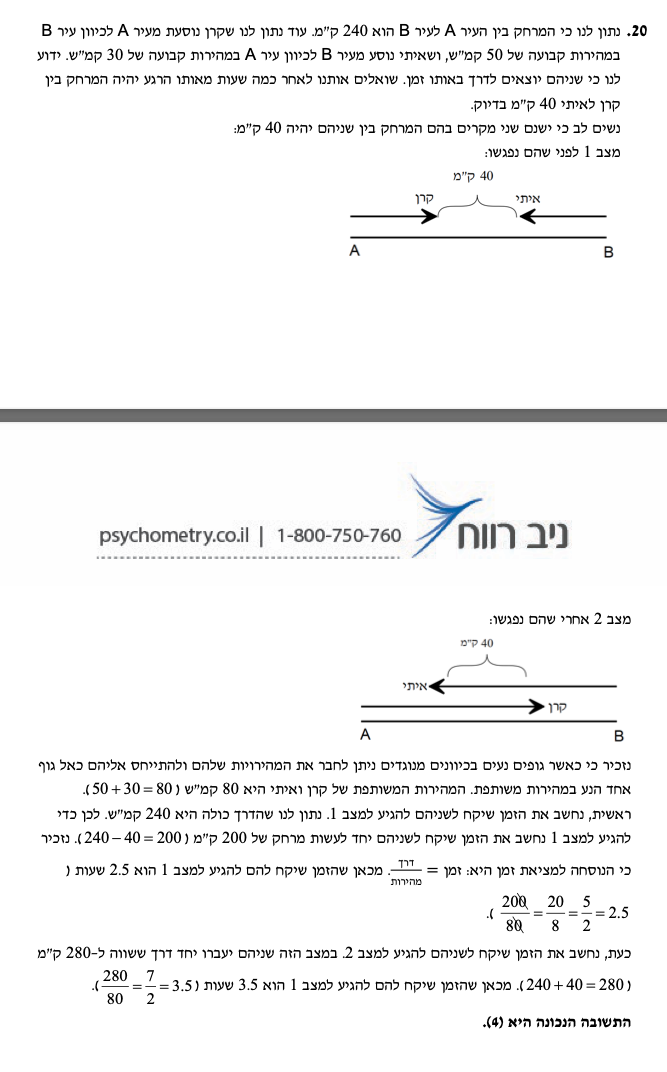 20. נתון לנו כי המרחק בין העיר A לעיר B הוא 240 ק"מ. עוד נתון לנו שקרן נוסעת מעיר A לכיוון עיר B
במהירות קבועה של 50 קמ"ש, ושאיתי נוסע מעיר B לכיוון עיר A במהירות קבועה של 30 קמ"ש. ידוע
לנו כי שניהם יוצאים לדרך באותו זמן. שואלים אותנו לאחר כמה שעות מאותו הרגע יהיה המרחק בין
קרן לאיתי 40 ק"מ בדיוק.
נשים לב כי ישנם שני מקרים בהם המרחק בין שניהם יהיה 40 ק"מ:
מצב 1 לפני שהם נפגשו:
40 ק"מ
קרן איתי
A B
psychometry.co.il | 1-800-750-760 ניב רווח
מצב 2 אחרי שהם נפגשו:
40 ק"מ
איתי
קרן
A B
נזכיר כי כאשר גופים נעים בכיוונים מנוגדים ניתן לחבר את המהירויות שלהם ולהתייחס אליהם כאל גוף
אחד הנע במהירות משותפת. המהירות המשותפת של קרן ואיתי היא 80 קמ"ש (50 + 30 = 80).
ראשית, נחשב את הזמן שיקח לשניהם להגיע למצב 1. נתון לנו שהדרך כולה היא 240 קמ"ש. לכן כדי
להגיע למצב 1 נחשב את הזמן שיקח לשניהם יחד לעשות מרחק של 200 ק"מ (240 − 40 = 200). נזכיר
כי הנוסחה למציאת זמן היא: זמן = דרך/מהירות. מכאן שהזמן שיקח להם להגיע למצב 1 הוא 2.5 שעות (
200/80 = 20/8 = 5/2 = 2.5).
כעת, נחשב את הזמן שיקח לשניהם להגיע למצב 2. במצב הזה שניהם יעברו יחד דרך ששווה ל-280 ק"מ
(240 + 40 = 280). מכאן שהזמן שיקח להם להגיע למצב 1 הוא 3.5 שעות (280/80 = 7/2 = 3.5).
התשובה הנכונה היא (4).